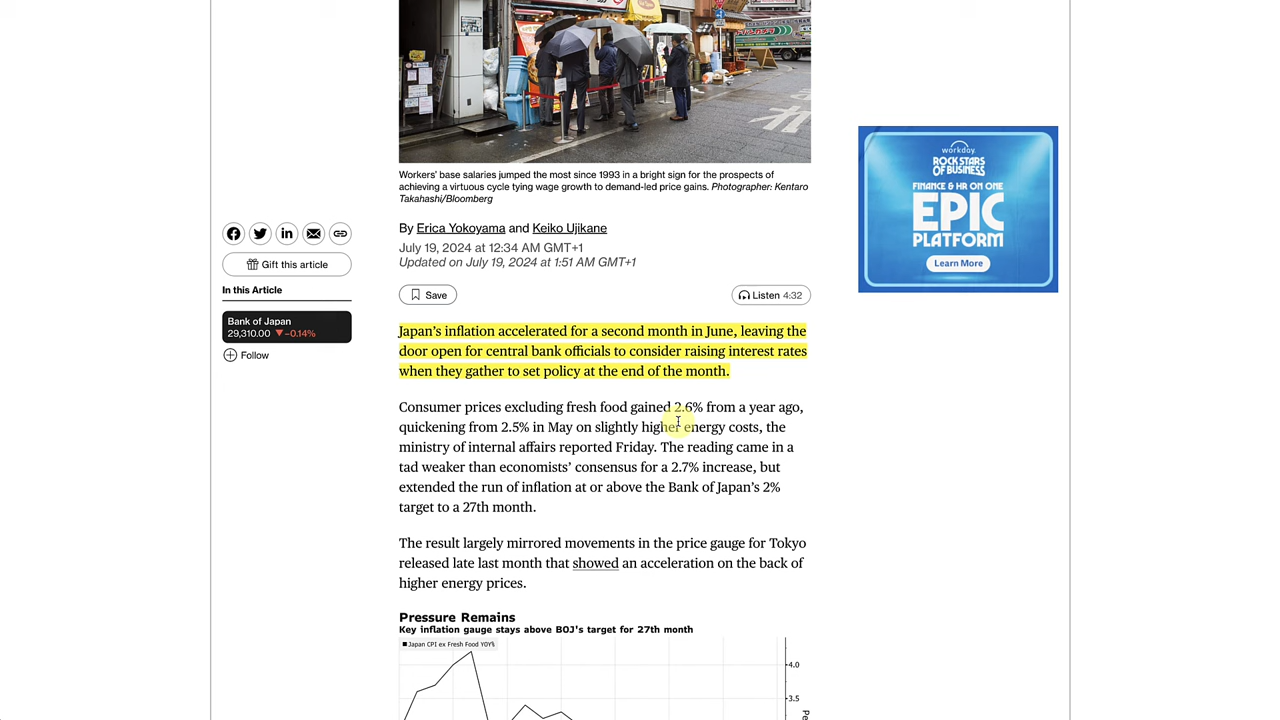 Workers' base salaries jumped the most since 1993 in a bright sign for the prospects of
achieving a virtuous cycle tying wage growth to demand-led price gains. Photographer: Kentaro
Takahashi/Bloomberg
By Erica Yokoyama and Keiko Ujikane
July 19, 2024 at 12:34 AM GMT+1
Updated on July 19, 2024 at 1:51 AM GMT+1
Gift this article
In this Article
Bank of Japan
29,310.00 ▼−0.14%
Follow
Save
Listen 4:32
workday.
ROCK STARS
OF BUSINESS
FINANCE & HR ON ONE
EPIC
PLATFORM
Learn More
Japan's inflation accelerated for a second month in June, leaving the
door open for central bank officials to consider raising interest rates
when they gather to set policy at the end of the month.
Consumer prices excluding fresh food gained 2.6% from a year ago,
quickening from 2.5% in May on slightly higher energy costs, the
ministry of internal affairs reported Friday. The reading came in a
tad weaker than economists' consensus for a 2.7% increase, but
extended the run of inflation at or above the Bank of Japan's 2%
target to a 27th month.
The result largely mirrored movements in the price gauge for Tokyo
released late last month that showed an acceleration on the back of
higher energy prices.
Pressure Remains
Key inflation gauge stays above BOJ's target for 27th month
Japan CPI ex Fresh Food YOY%
4.0
3.5